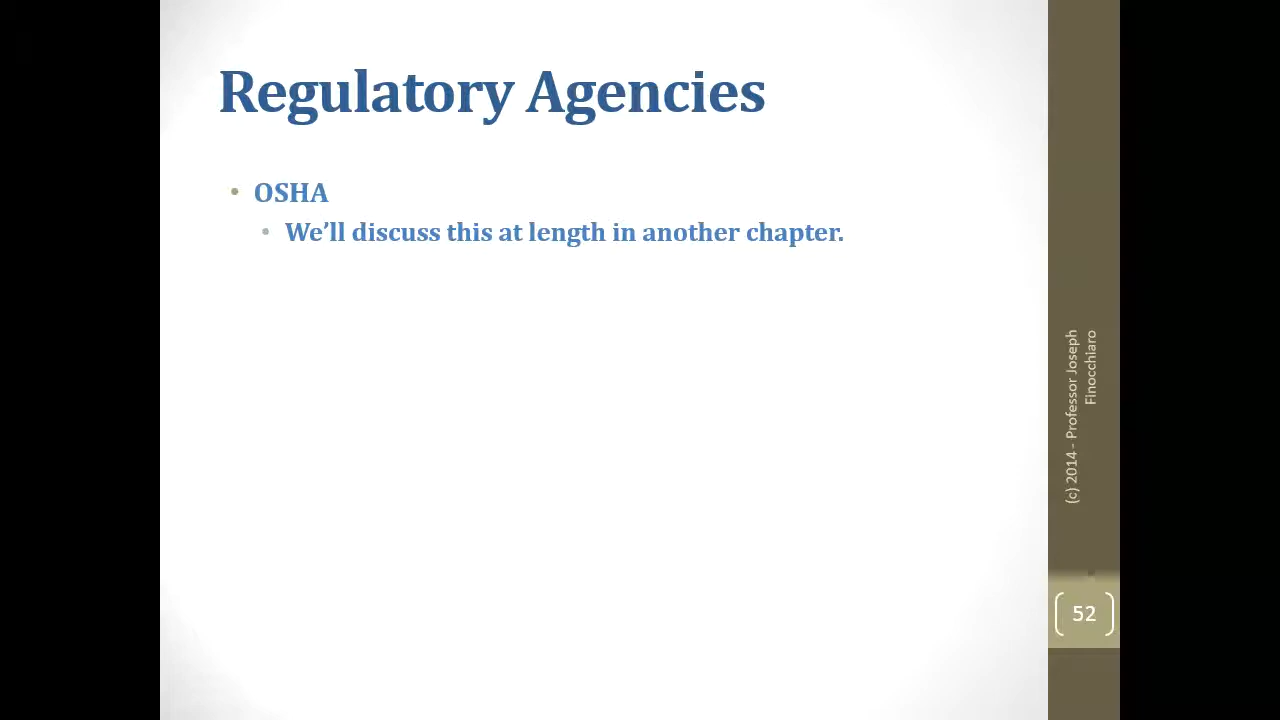 Regulatory Agencies
• OSHA
• We’ll discuss this at length in another chapter.
(c) 2014 - Professor Joseph
Finocchiaro
52